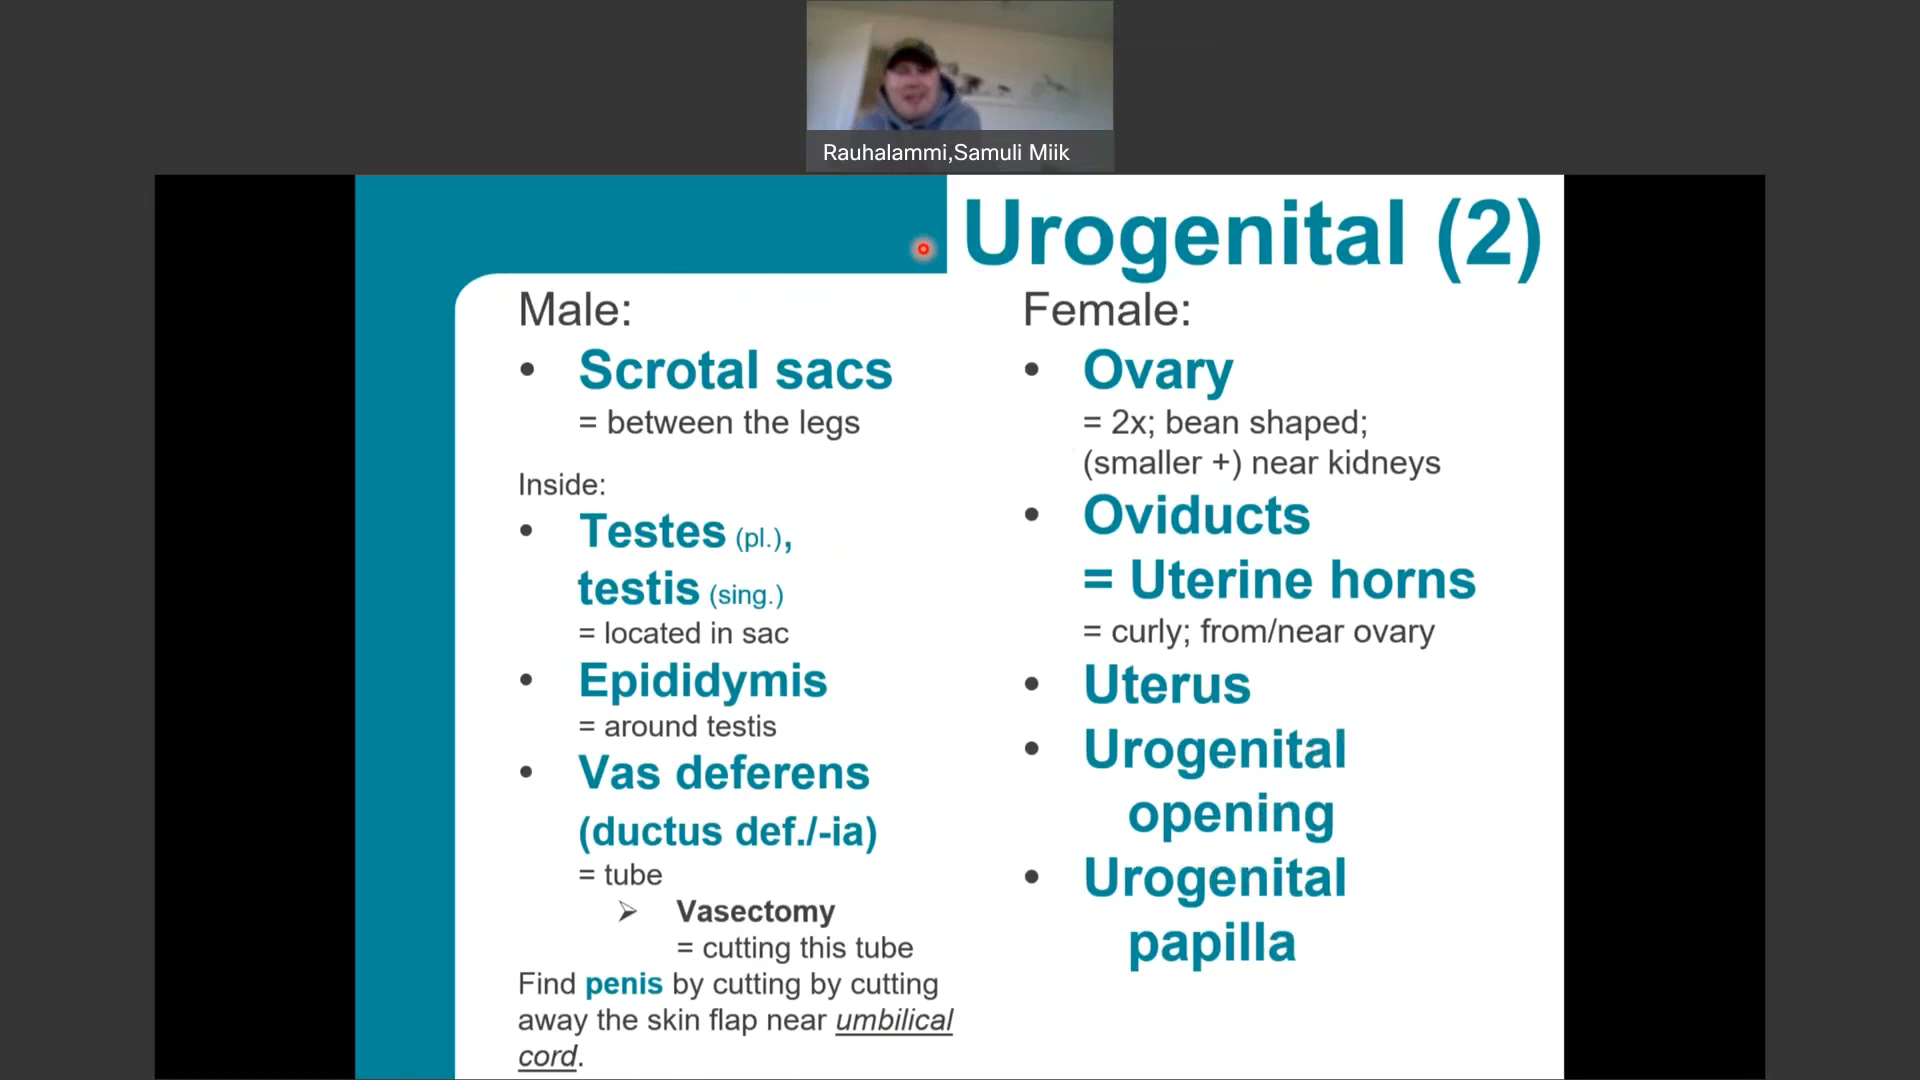 Rauhalammi,Samuli Miik
Urogenital (2)
Male:
• Scrotal sacs
= between the legs
Inside:
• Testes (pl.),
testis (sing.)
= located in sac
• Epididymis
= around testis
• Vas deferens
(ductus def./-ia)
= tube
➢ Vasectomy
= cutting this tube
Find penis by cutting by cutting
away the skin flap near umbilical
cord.
Female:
• Ovary
= 2x; bean shaped;
(smaller +) near kidneys
• Oviducts
= Uterine horns
= curly; from/near ovary
• Uterus
• Urogenital
opening
• Urogenital
papilla